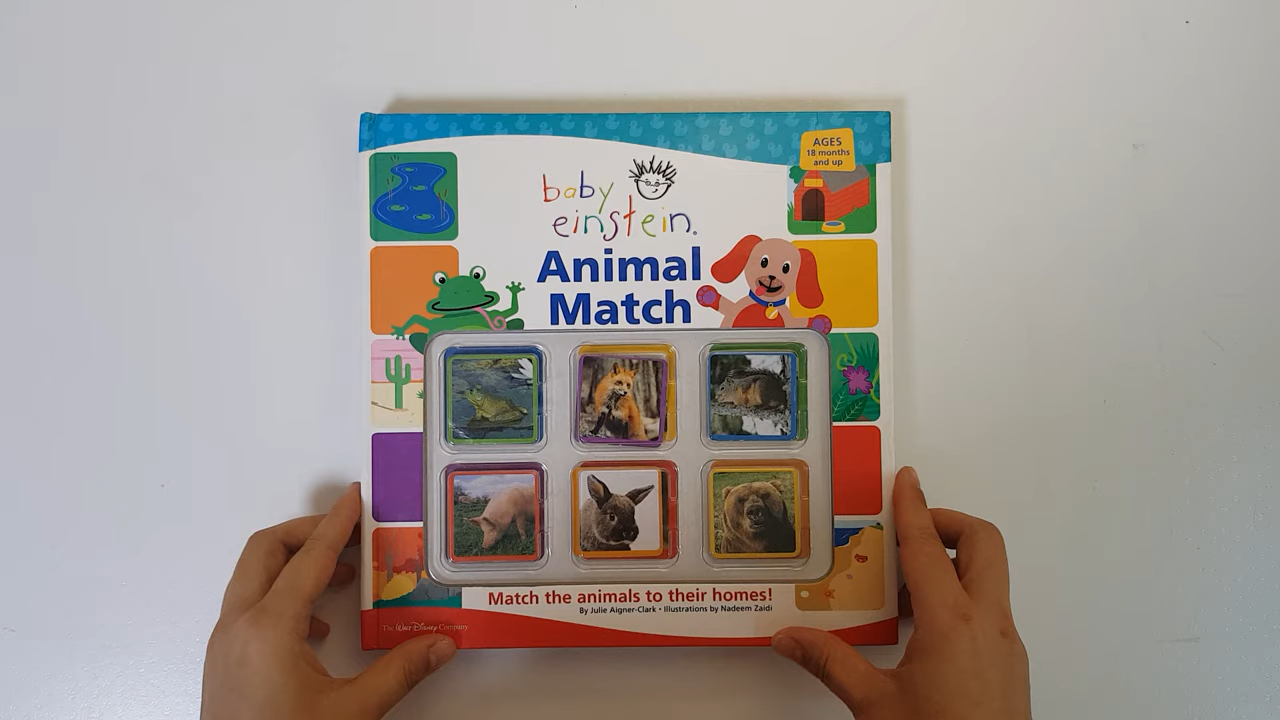 AGES
18 months
and up
baby
einstein.
Animal
Match
Match the animals to their homes!
By Julie Aigner-Clark • Illustrations by Nadeem Zaidi
The Walt Disney Company